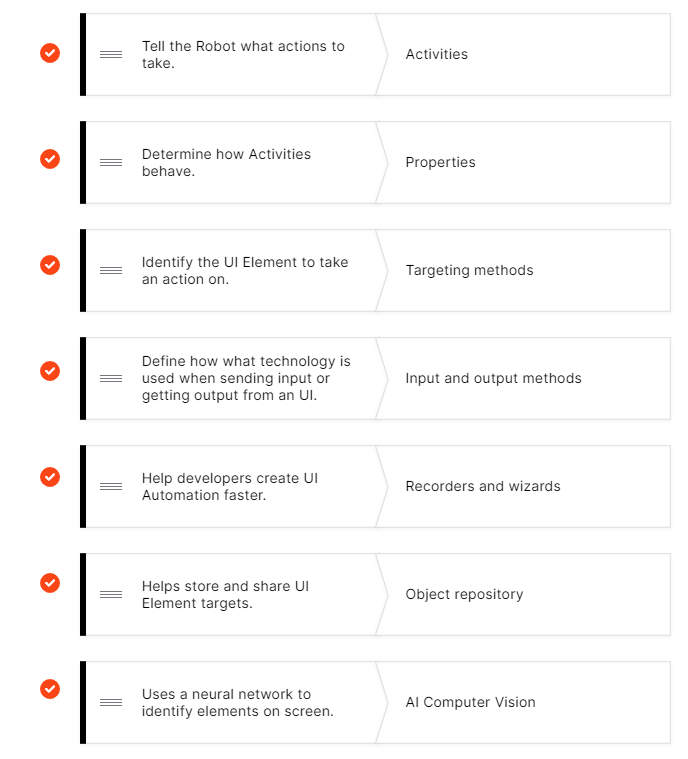 Tell the Robot what actions to
take.
Activities
Determine how Activities
behave.
Properties
Identify the UI Element to take
an action on.
Targeting methods
Define how what technology is
used when sending input or
getting output from an UI.
Input and output methods
Help developers create UI
Automation faster.
Recorders and wizards
Helps store and share UI
Element targets.
Object repository
Uses a neural network to
identify elements on screen.
AI Computer Vision